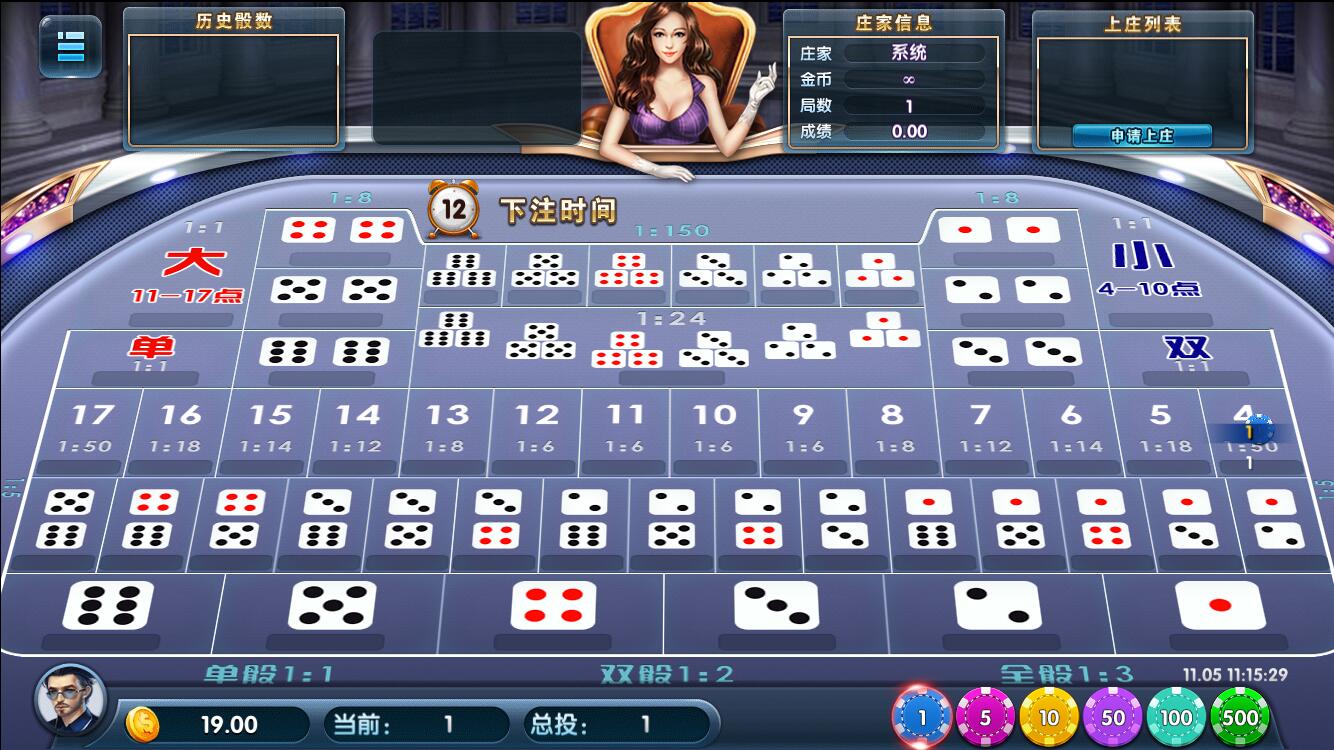 历史骰数
庄家信息
庄家 系统
金币 ∞
局数 1
成绩 0.00
上庄列表
申请上庄
12
下注时间
1:8
1:8
1:1
大
11-17点
1:150
1:1
小
4-10点
1:24
单
1:1
双
1:1
17 16 15 14 13 12 11 10 9 8 7 6 5 4
1
1:50 1:18 1:14 1:12 1:8 1:6 1:6 1:6 1:6 1:8 1:12 1:14 1:18 1:50
1
1:5
1:5
单骰1:1
双骰1:2
全骰1:3
11.05 11:15:29
19.00
当前: 1
总投: 1
1 5 10 50 100 500